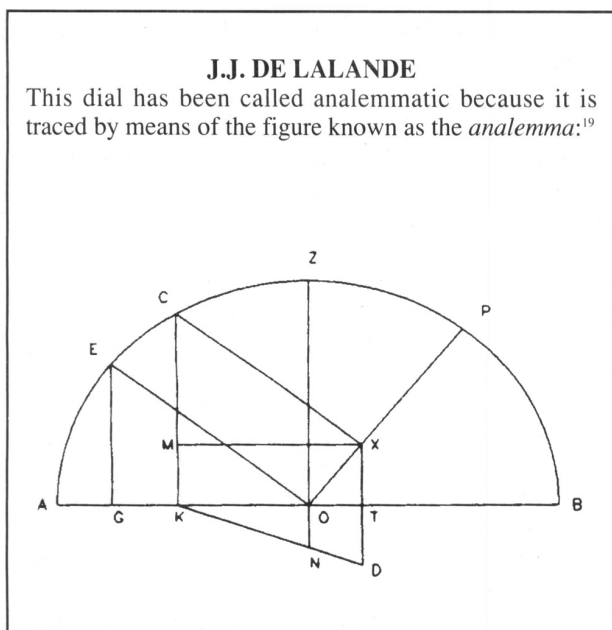 J.J. DE LALANDE
This dial has been called analemmatic because it is
traced by means of the figure known as the analemma:¹⁹
Z
C
P
E
M
X
A
G
K
O
T
B
N
D